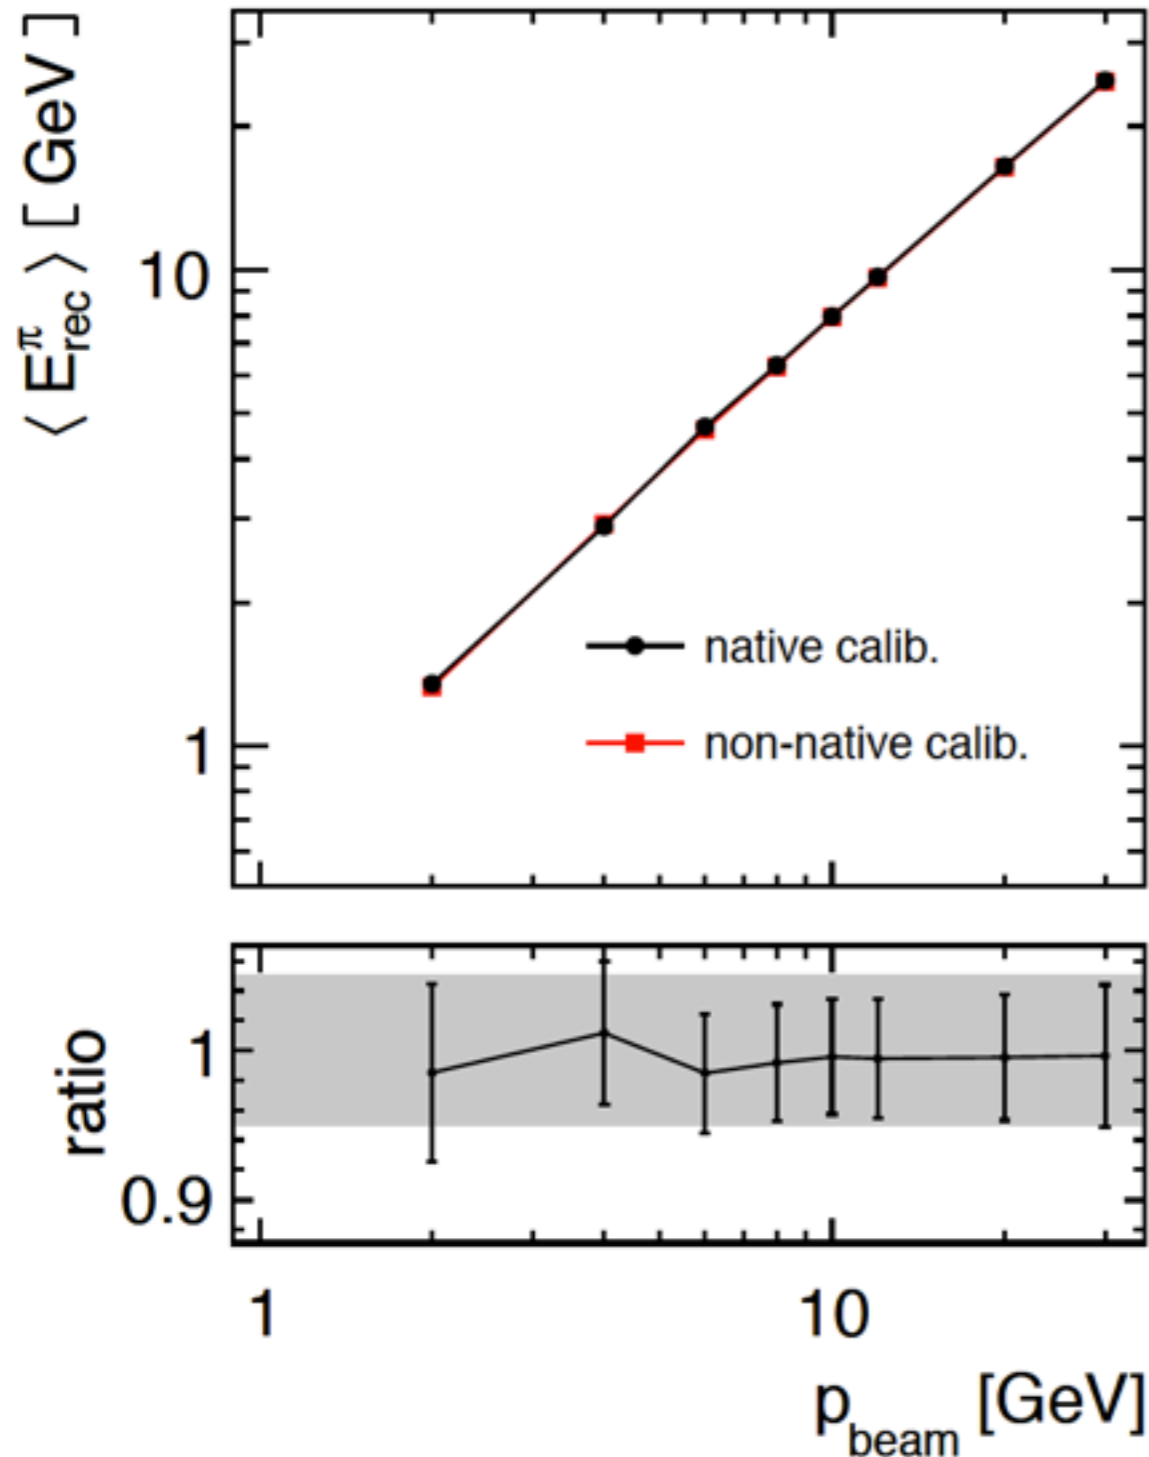 ⟨ E^π_rec ⟩ [ GeV ]
10
1
native calib.
non-native calib.
ratio
1
0.9
1
10
p_beam [GeV]